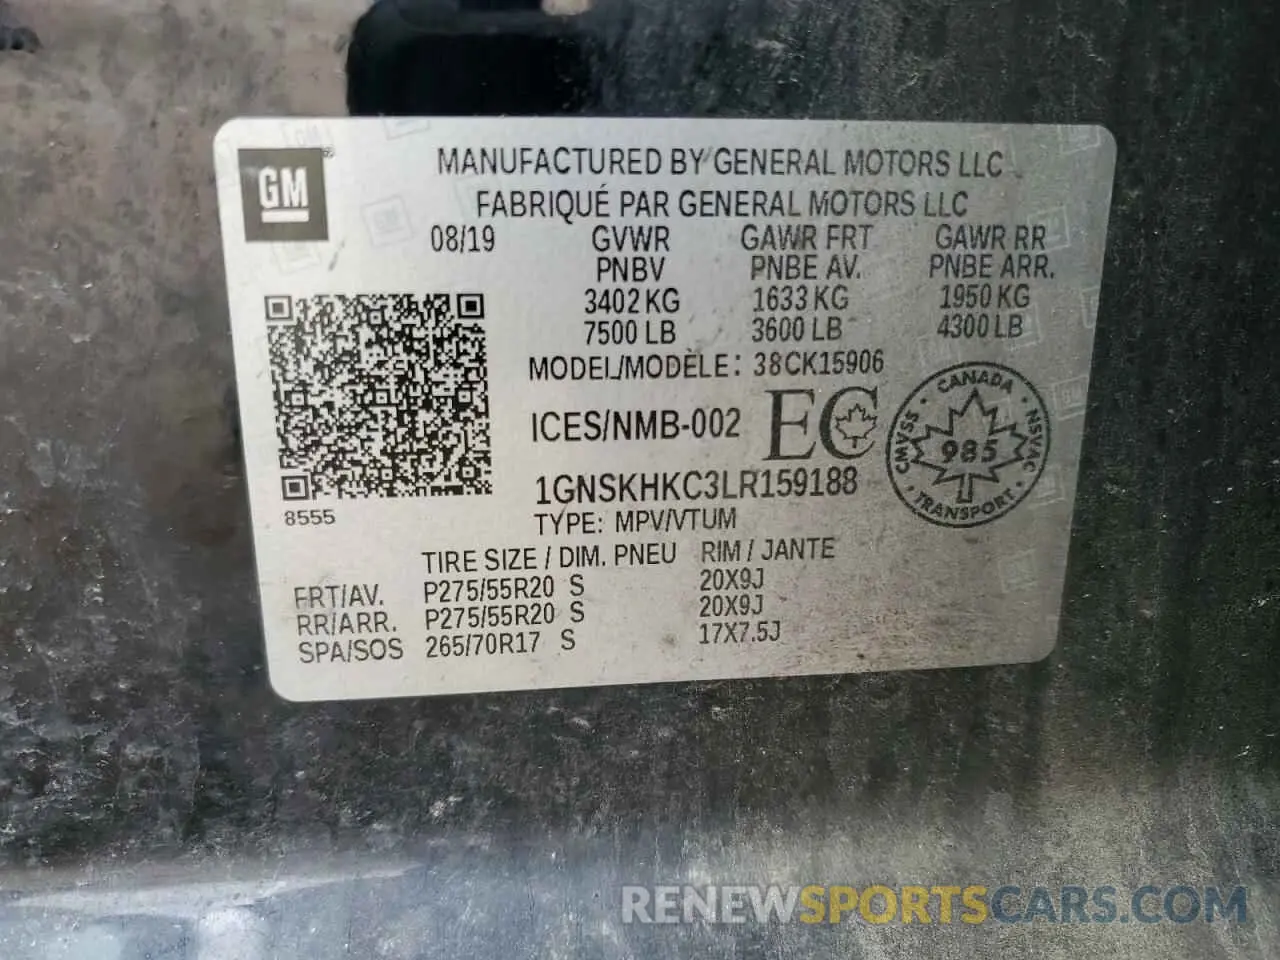 GM
MANUFACTURED BY GENERAL MOTORS LLC
FABRIQUÉ PAR GENERAL MOTORS LLC
08/19 GVWR GAWR FRT GAWR RR
PNBV PNBE AV. PNBE ARR.
3402 KG 1633 KG 1950 KG
7500 LB 3600 LB 4300 LB
MODEL/MODÈLE: 38CK15906
ICES/NMB-002 EC
CANADA
CMVSS 985 NSVAC
TRANSPORT
1GNSKHKC3LR159188
8555
TYPE: MPV/VTUM
TIRE SIZE / DIM. PNEU RIM / JANTE
FRT/AV. P275/55R20 S 20X9J
RR/ARR. P275/55R20 S 20X9J
SPA/SOS 265/70R17 S 17X7.5J
RENEWSPORTSCARS.COM